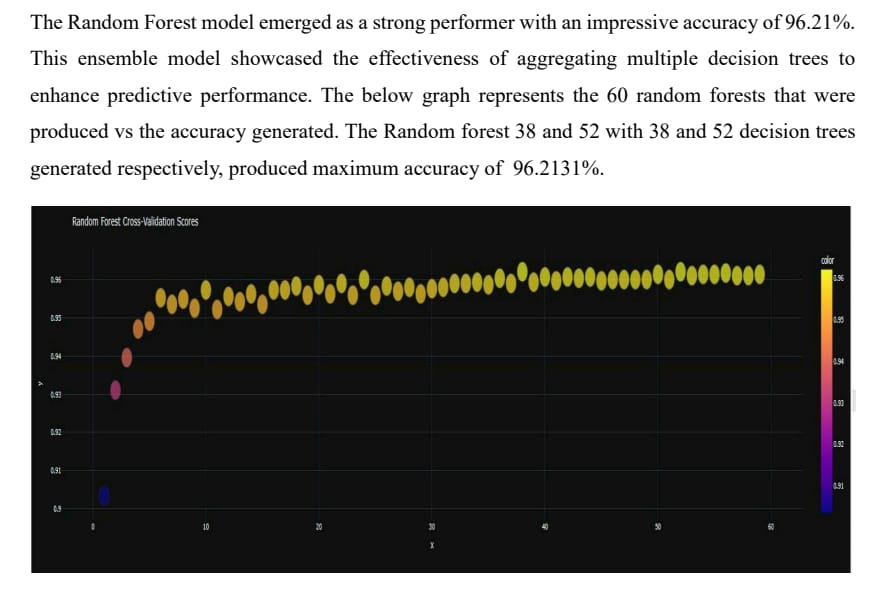 The Random Forest model emerged as a strong performer with an impressive accuracy of 96.21%.
This ensemble model showcased the effectiveness of aggregating multiple decision trees to
enhance predictive performance. The below graph represents the 60 random forests that were
produced vs the accuracy generated. The Random forest 38 and 52 with 38 and 52 decision trees
generated respectively, produced maximum accuracy of 96.2131%.
Random Forest Cross-Validation Scores
color
0.96
0.95
0.94
0.93
0.92
0.91
0.9
Y
0 10 20 30 40 50 60
X
0.96
0.95
0.94
0.93
0.92
0.91